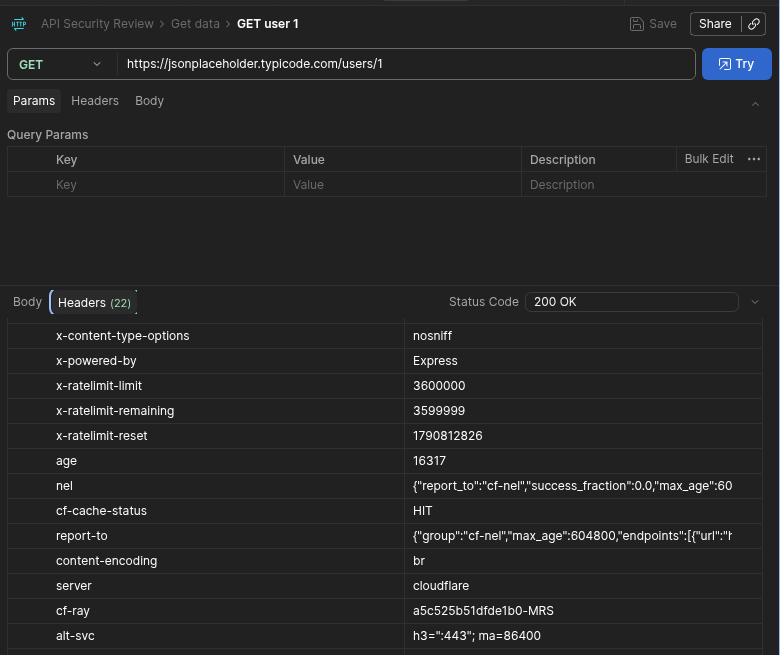 HTTP API Security Review > Get data > GET user 1 Save Share
GET https://jsonplaceholder.typicode.com/users/1 Try
Params Headers Body
Query Params
Key Value Description Bulk Edit ···
Key Value Description
Body Headers (22) Status Code 200 OK
x-content-type-options nosniff
x-powered-by Express
x-ratelimit-limit 3600000
x-ratelimit-remaining 3599999
x-ratelimit-reset 1790812826
age 16317
nel {"report_to":"cf-nel","success_fraction":0.0,"max_age":60
cf-cache-status HIT
report-to {"group":"cf-nel","max_age":604800,"endpoints":[{"url":"h
content-encoding br
server cloudflare
cf-ray a5c525b51dfde1b0-MRS
alt-svc h3=":443"; ma=86400